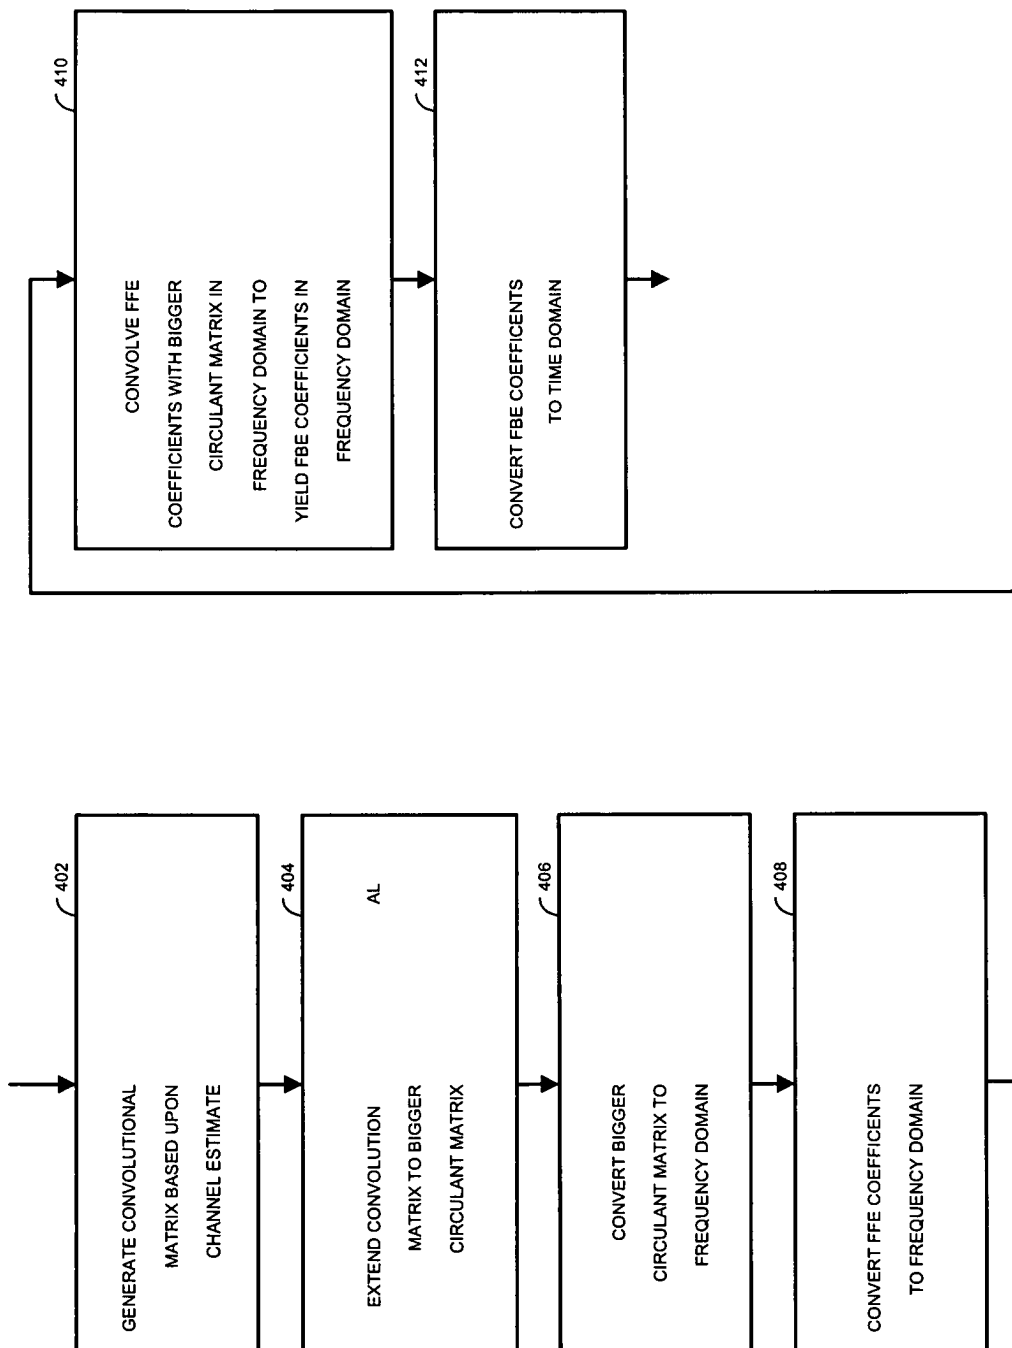 402
GENERATE CONVOLUTIONAL
MATRIX BASED UPON
CHANNEL ESTIMATE
404
EXTEND CONVOLUTION AL
MATRIX TO BIGGER
CIRCULANT MATRIX
406
CONVERT BIGGER
CIRCULANT MATRIX TO
FREQUENCY DOMAIN
408
CONVERT FFE COEFFICENTS
TO FREQUENCY DOMAIN
410
CONVOLVE FFE
COEFFICIENTS WITH BIGGER
CIRCULANT MATRIX IN
FREQUENCY DOMAIN TO
YIELD FBE COEFFICIENTS IN
FREQUENCY DOMAIN
412
CONVERT FBE COEFFICENTS
TO TIME DOMAIN